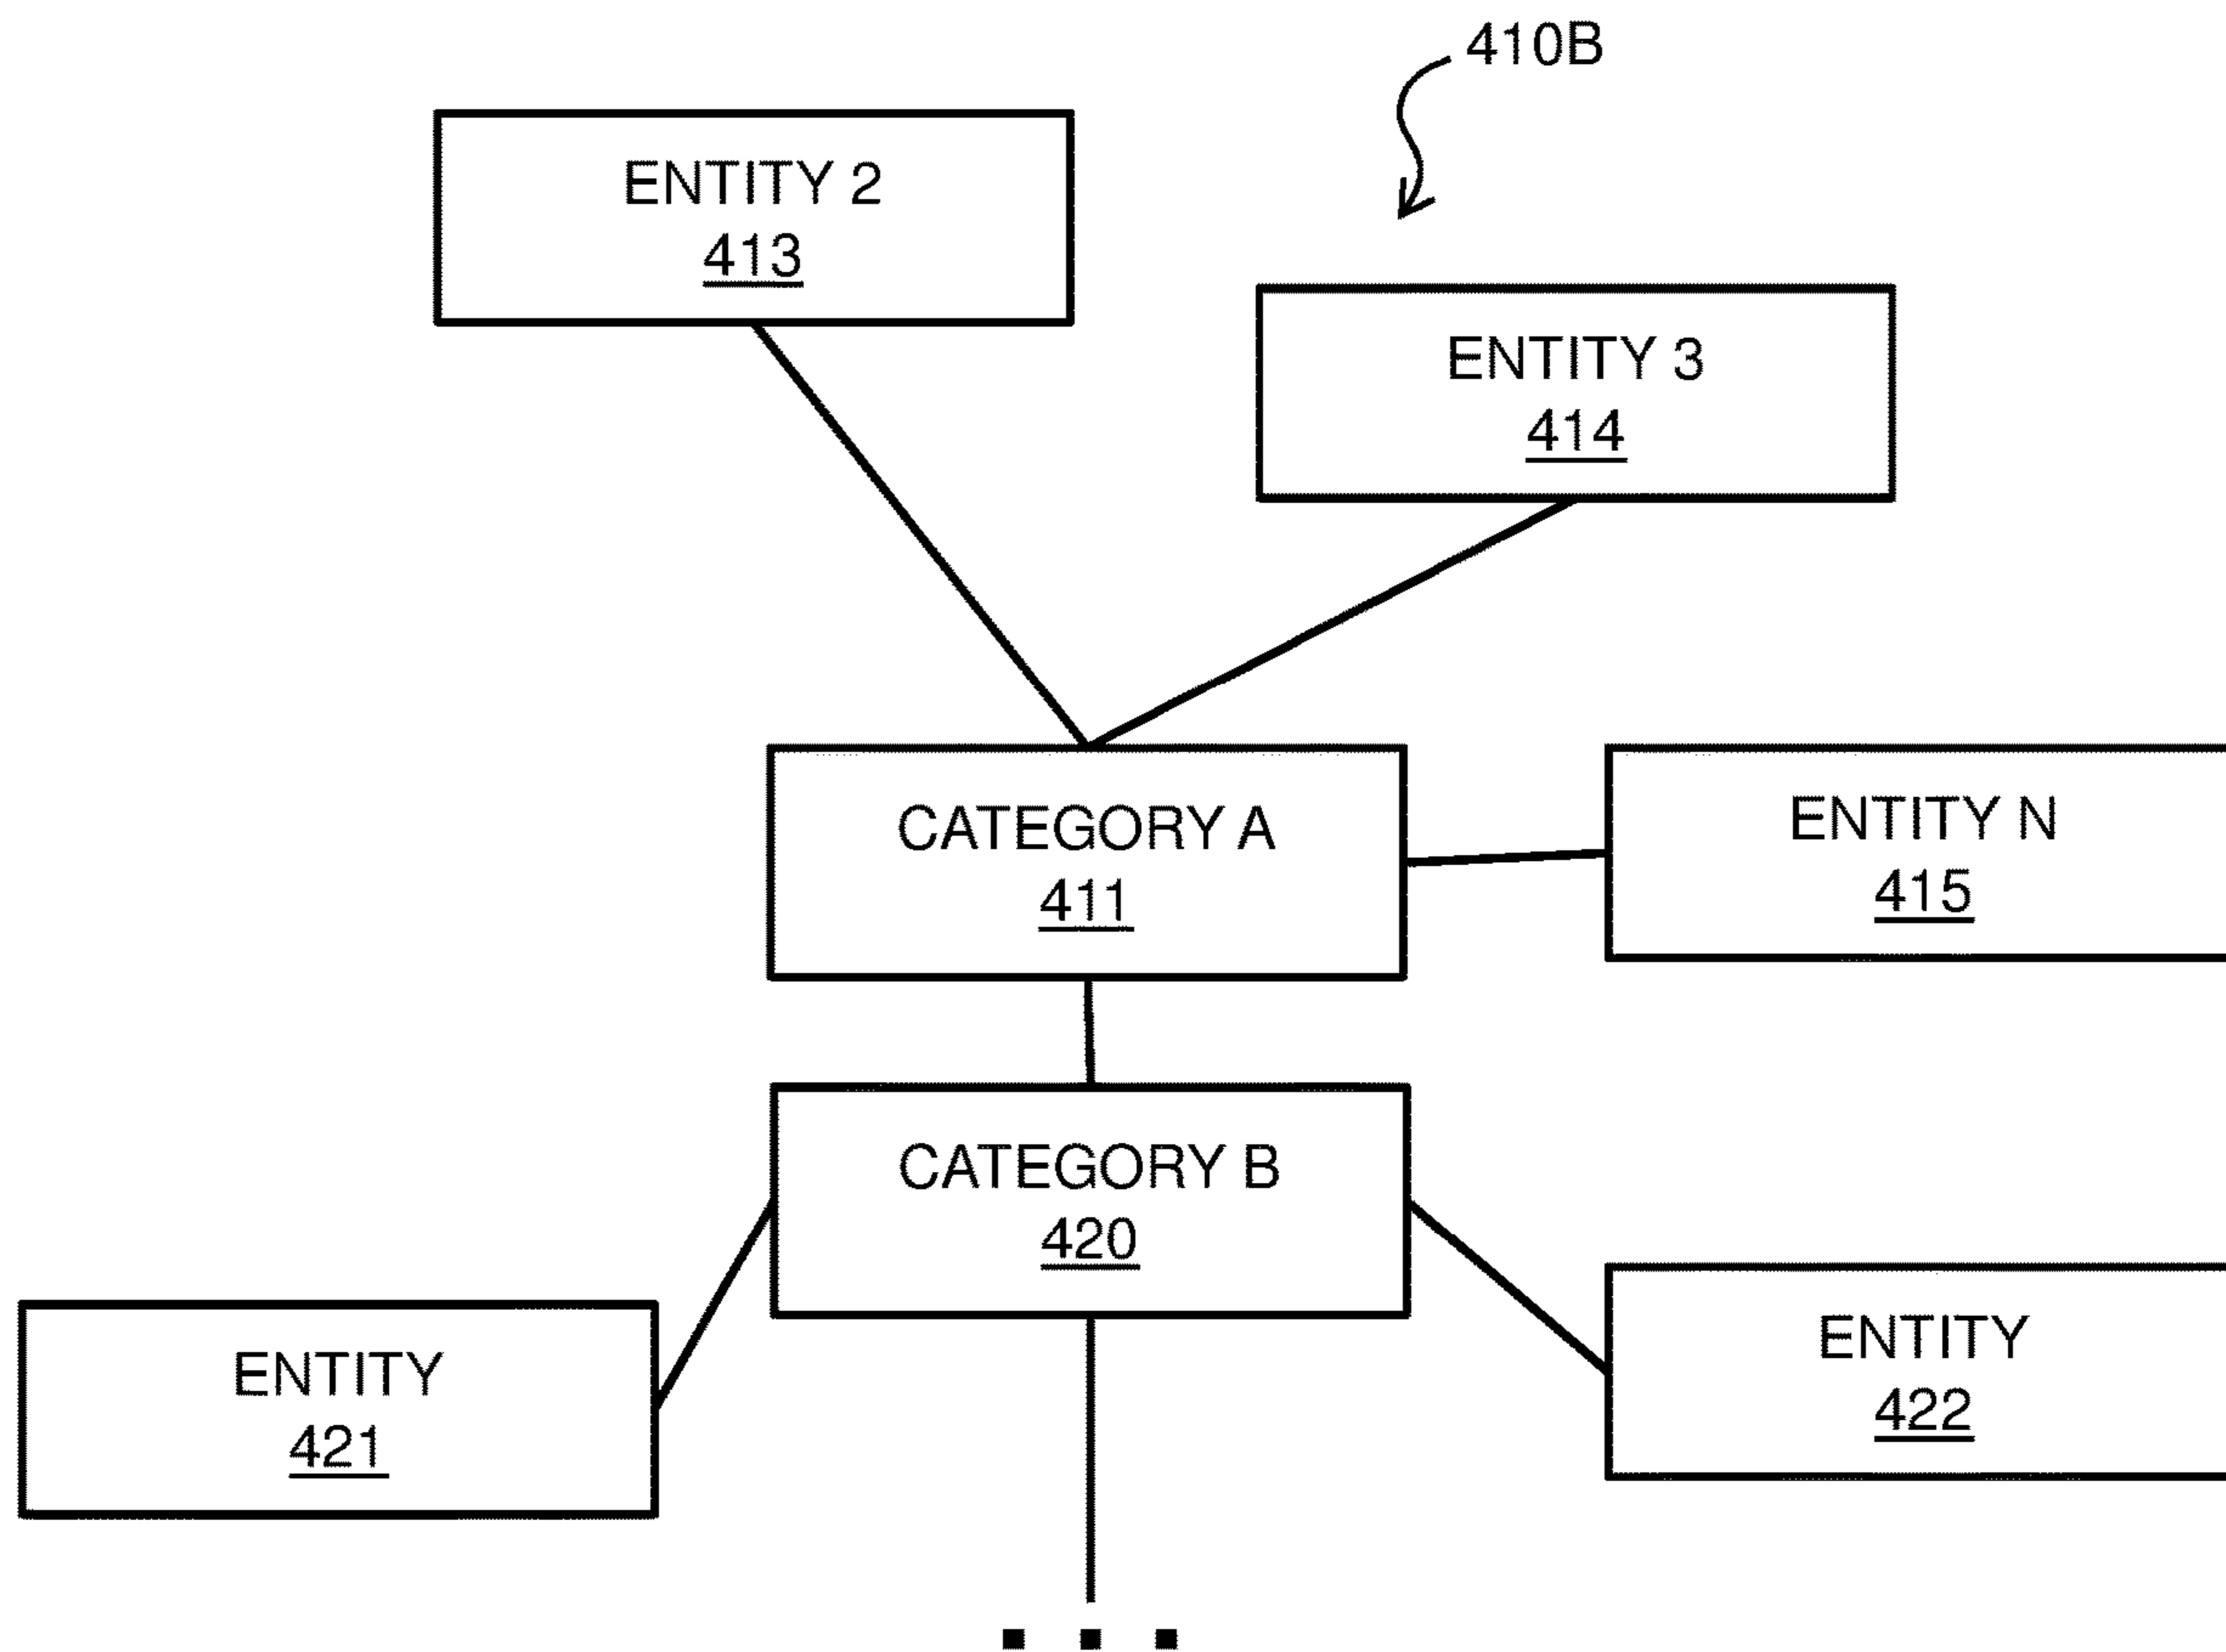 410B
ENTITY 2
413
ENTITY 3
414
CATEGORY A
411
ENTITY N
415
CATEGORY B
420
ENTITY
421
ENTITY
422